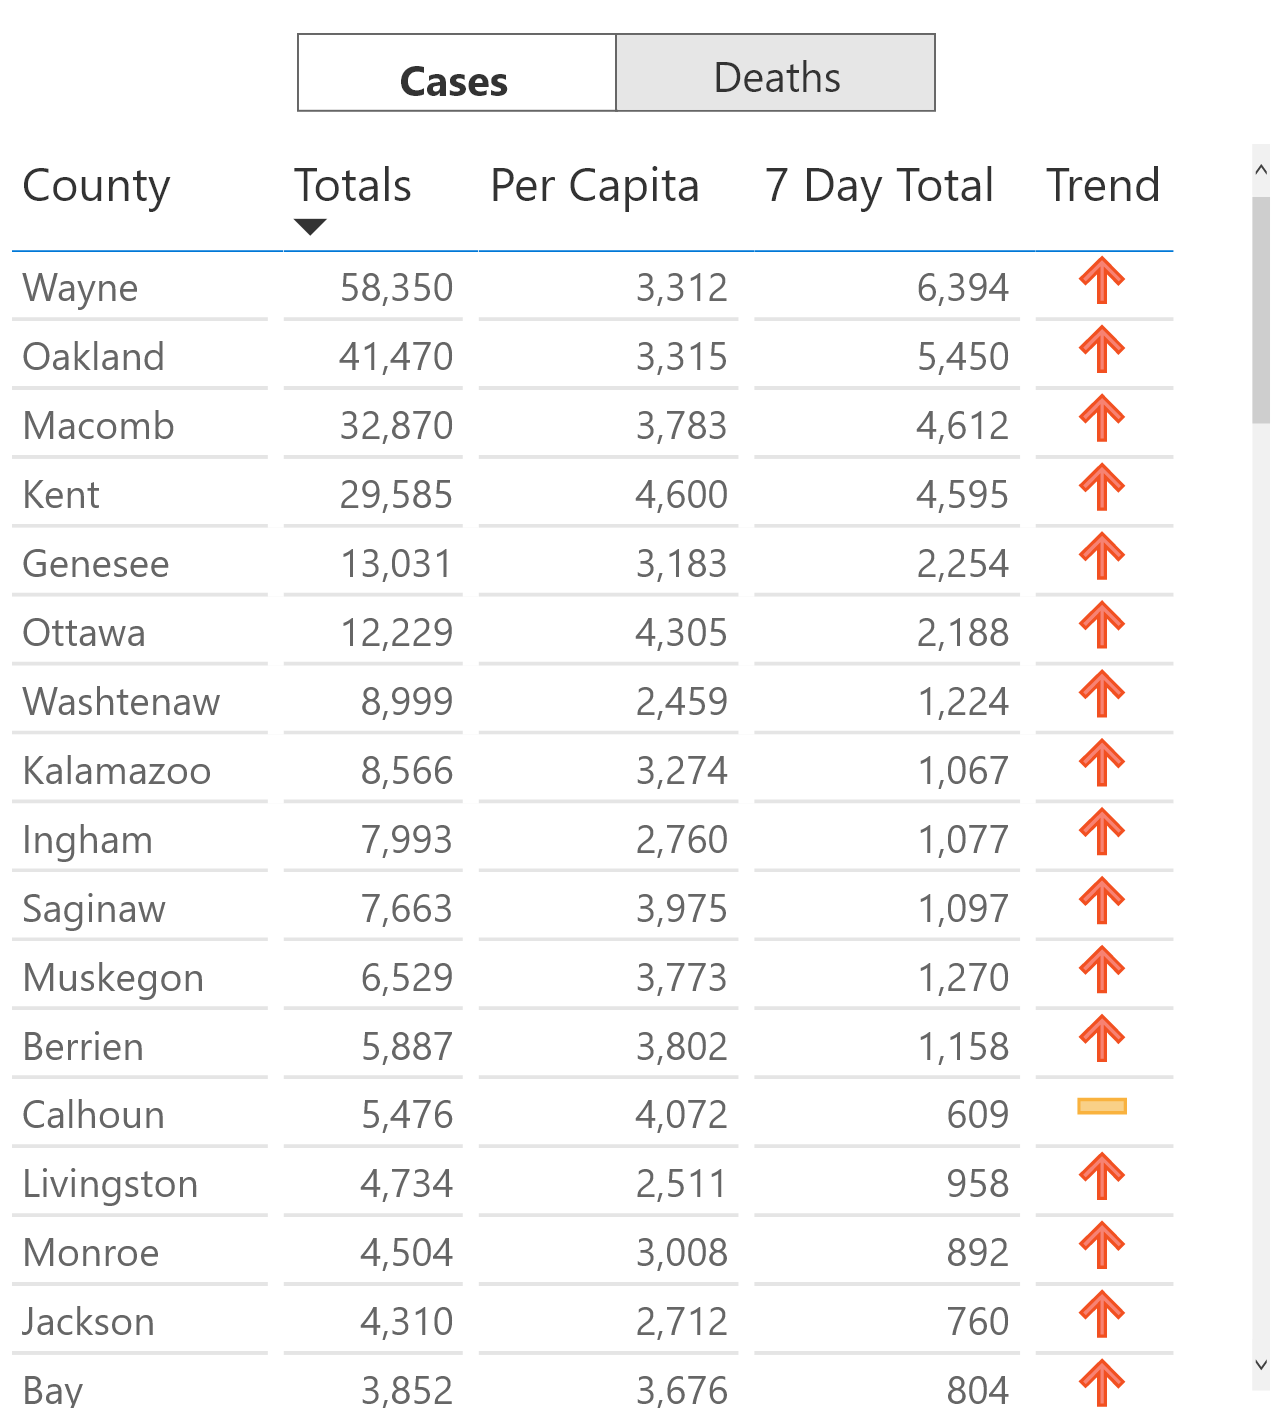 Cases Deaths
County Totals Per Capita 7 Day Total Trend
Wayne 58,350 3,312 6,394
Oakland 41,470 3,315 5,450
Macomb 32,870 3,783 4,612
Kent 29,585 4,600 4,595
Genesee 13,031 3,183 2,254
Ottawa 12,229 4,305 2,188
Washtenaw 8,999 2,459 1,224
Kalamazoo 8,566 3,274 1,067
Ingham 7,993 2,760 1,077
Saginaw 7,663 3,975 1,097
Muskegon 6,529 3,773 1,270
Berrien 5,887 3,802 1,158
Calhoun 5,476 4,072 609
Livingston 4,734 2,511 958
Monroe 4,504 3,008 892
Jackson 4,310 2,712 760
Bay 3,852 3,676 804